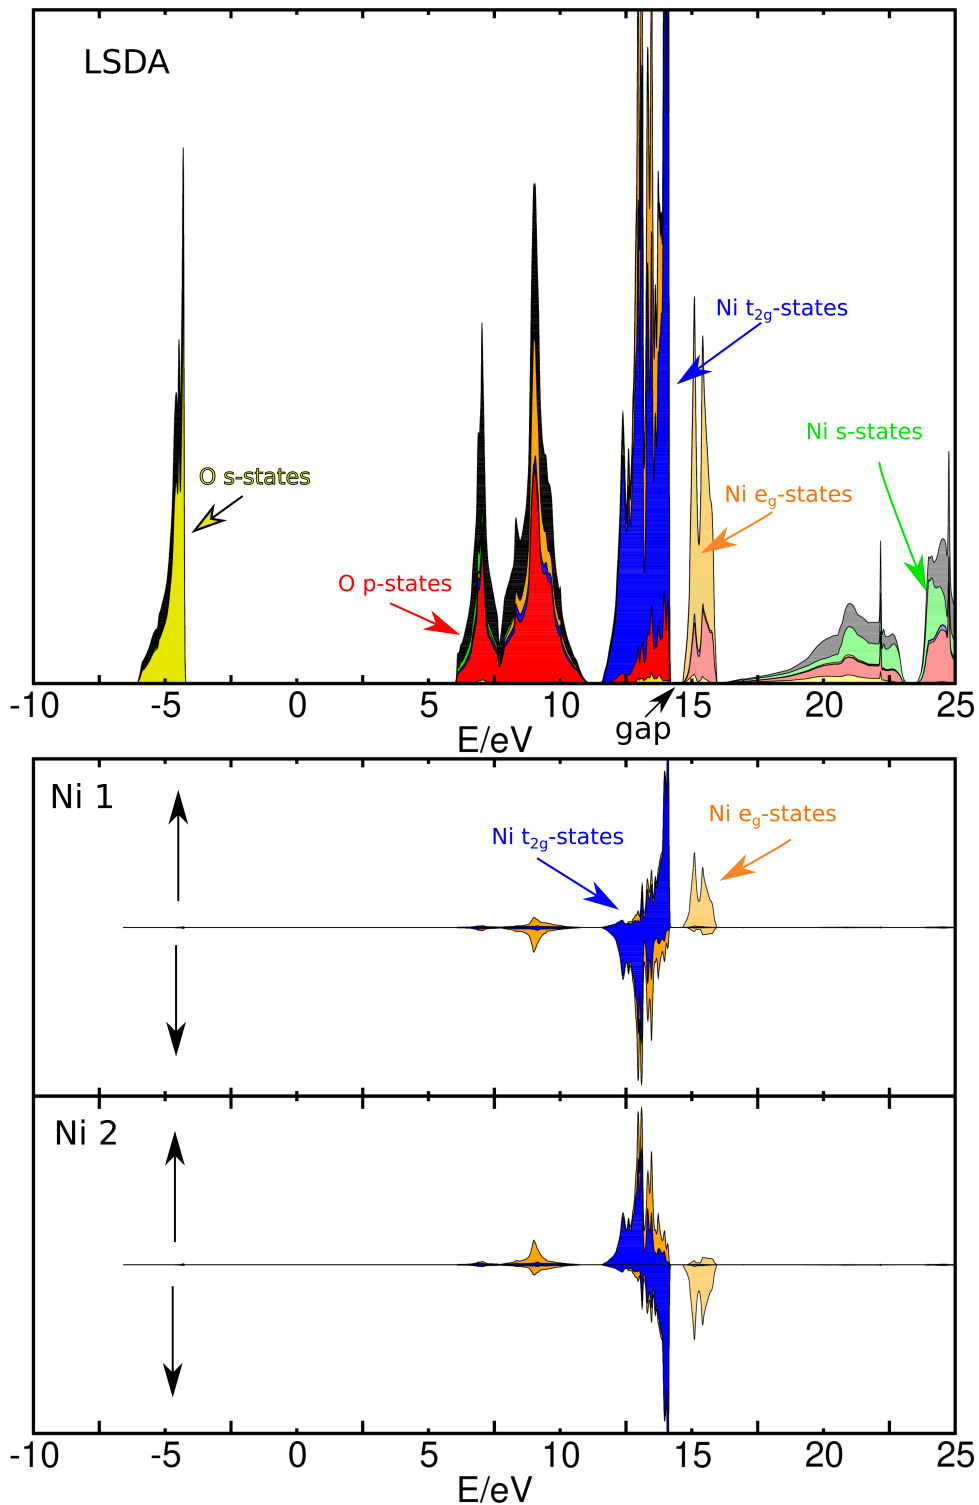 LSDA
Ni t2g-states
Ni s-states
O s-states
Ni eg-states
O p-states
-10 -5 0 5 10 15 20 25
gap
E/eV
Ni 1
Ni eg-states
Ni t2g-states
Ni 2
-10 -5 0 5 10 15 20 25
E/eV